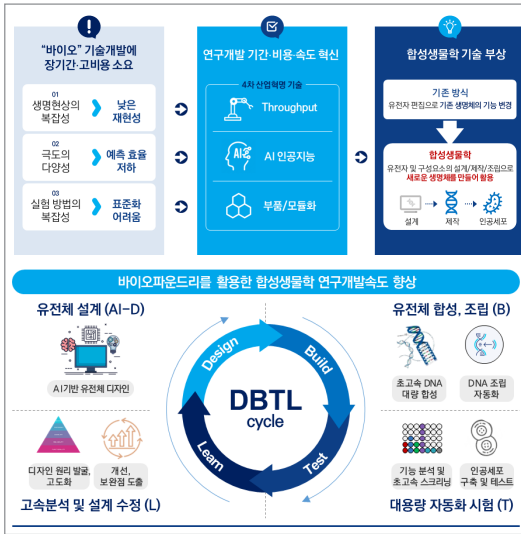 "바이오" 기술개발에
장기간·고비용 소요
01
생명현상의
복잡성
낮은
재현성
02
극도의
다양성
예측 효율
저하
03
실험 방법의
복잡성
표준화
어려움
연구개발 기간·비용·속도 혁신
4차 산업혁명 기술
Throughput
AI
AI 인공지능
부품/모듈화
합성생물학 기술 부상
기존 방식
유전자 편집으로 기존 생명체의 기능 변경
합성생물학
유전자 및 구성요소의 설계/제작/조립으로
새로운 생명체를 만들어 활용
설계
제작
인공세포
바이오파운드리를 활용한 합성생물학 연구개발속도 향상
유전체 설계 (AI-D)
AI기반 유전체 디자인
유전체 합성, 조립 (B)
초고속 DNA
대량 합성
DNA 조립
자동화
Design
Build
Test
Learn
DBTL
cycle
디자인 원리 발굴,
고도화
개선,
보완점 도출
고속분석 및 설계 수정 (L)
기능 분석 및
초고속 스크리닝
인공세포
구축 및 테스트
대용량 자동화 시험 (T)